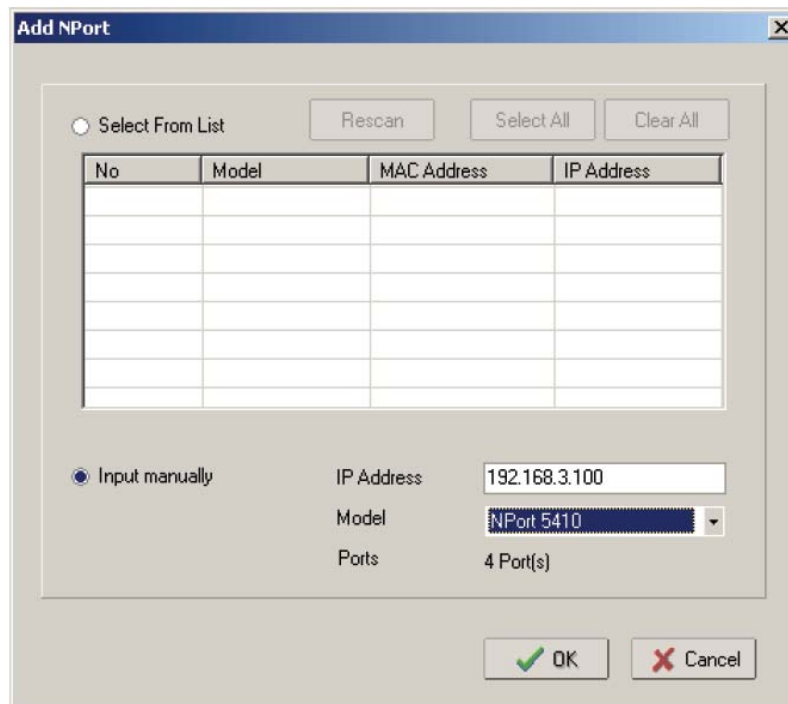 Add NPort
Select From List Rescan Select All Clear All
No Model MAC Address IP Address
Input manually IP Address 192.168.3.100
Model NPort 5410
Ports 4 Port(s)
OK Cancel